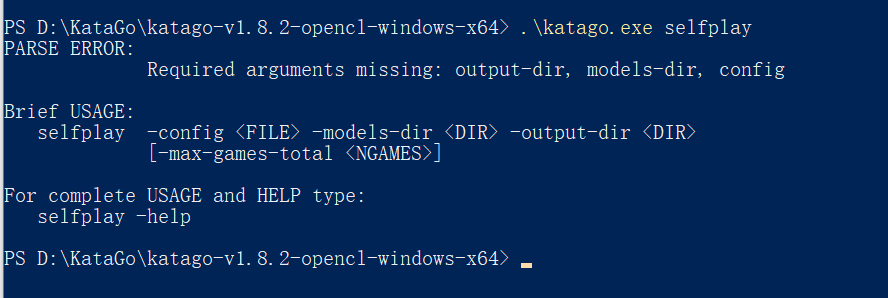 PS D:\KataGo\katago-v1.8.2-opencl-windows-x64> .\katago.exe selfplay
PARSE ERROR:
Required arguments missing: output-dir, models-dir, config
Brief USAGE:
selfplay -config <FILE> -models-dir <DIR> -output-dir <DIR>
[-max-games-total <NGAMES>]
For complete USAGE and HELP type:
selfplay -help
PS D:\KataGo\katago-v1.8.2-opencl-windows-x64>